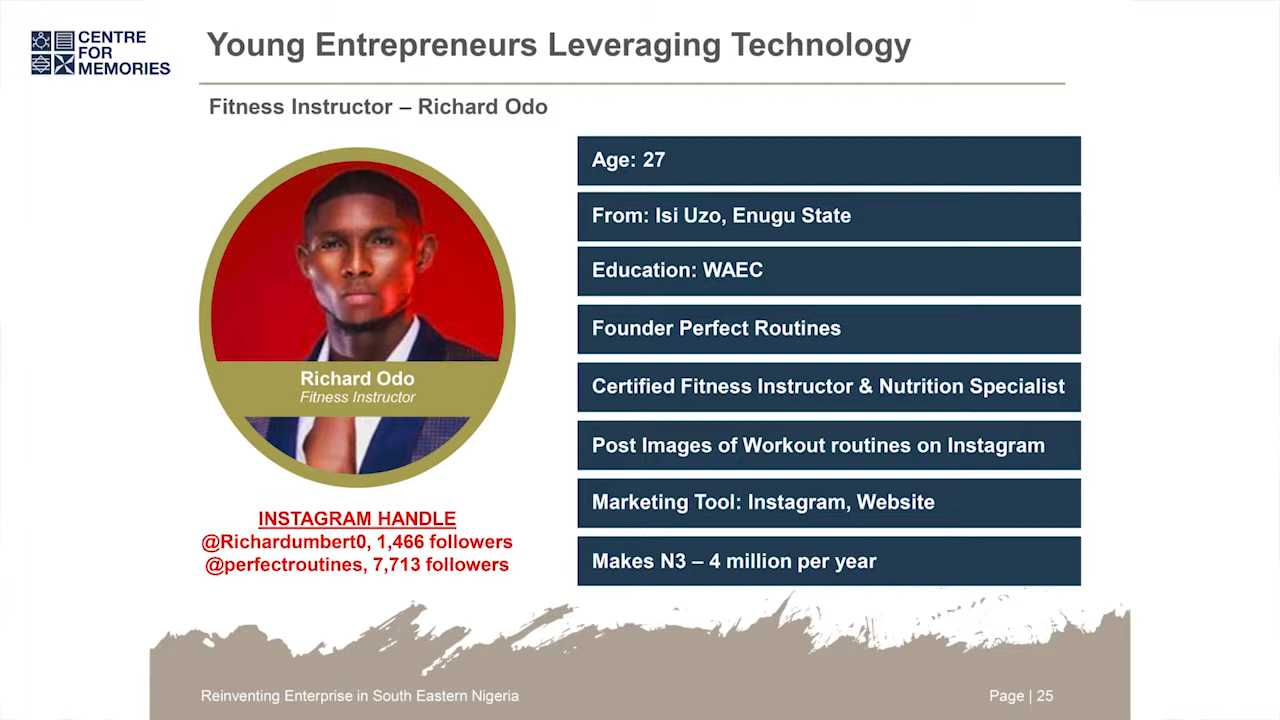 CENTRE
FOR
MEMORIES
Young Entrepreneurs Leveraging Technology
Fitness Instructor – Richard Odo
Richard Odo
Fitness Instructor
INSTAGRAM HANDLE
@Richardumbert0, 1,466 followers
@perfectroutines, 7,713 followers
Age: 27
From: Isi Uzo, Enugu State
Education: WAEC
Founder Perfect Routines
Certified Fitness Instructor & Nutrition Specialist
Post Images of Workout routines on Instagram
Marketing Tool: Instagram, Website
Makes N3 – 4 million per year
Reinventing Enterprise in South Eastern Nigeria
Page | 25